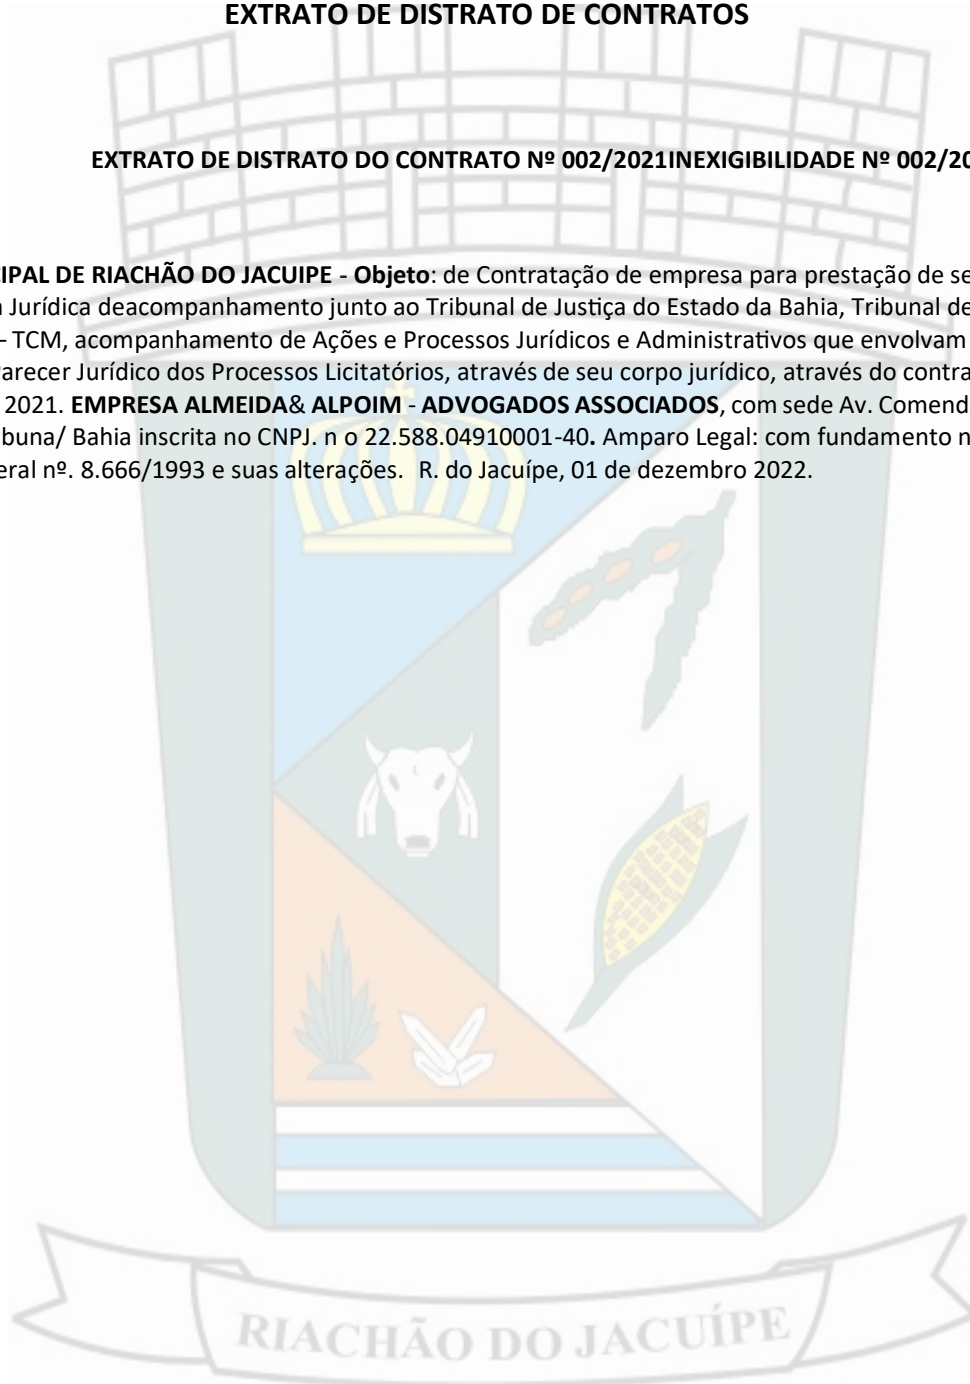 EXTRATO DE DISTRATO DE CONTRATOS
EXTRATO DE DISTRATO DO CONTRATO Nº 002/2021INEXIGIBILIDADE Nº 002/20
CIPAL DE RIACHÃO DO JACUIPE - Objeto: de Contratação de empresa para prestação de se
Jurídica deacompanhamento junto ao Tribunal de Justiça do Estado da Bahia, Tribunal de
– TCM, acompanhamento de Ações e Processos Jurídicos e Administrativos que envolvam
Parecer Jurídico dos Processos Licitatórios, através de seu corpo jurídico, através do contra
2021. EMPRESA ALMEIDA& ALPOIM - ADVOGADOS ASSOCIADOS, com sede Av. Comend
buna/ Bahia inscrita no CNPJ. n o 22.588.04910001-40. Amparo Legal: com fundamento n
eral nº. 8.666/1993 e suas alterações. R. do Jacuípe, 01 de dezembro 2022.
RIACHÃO DO JACUÍPE